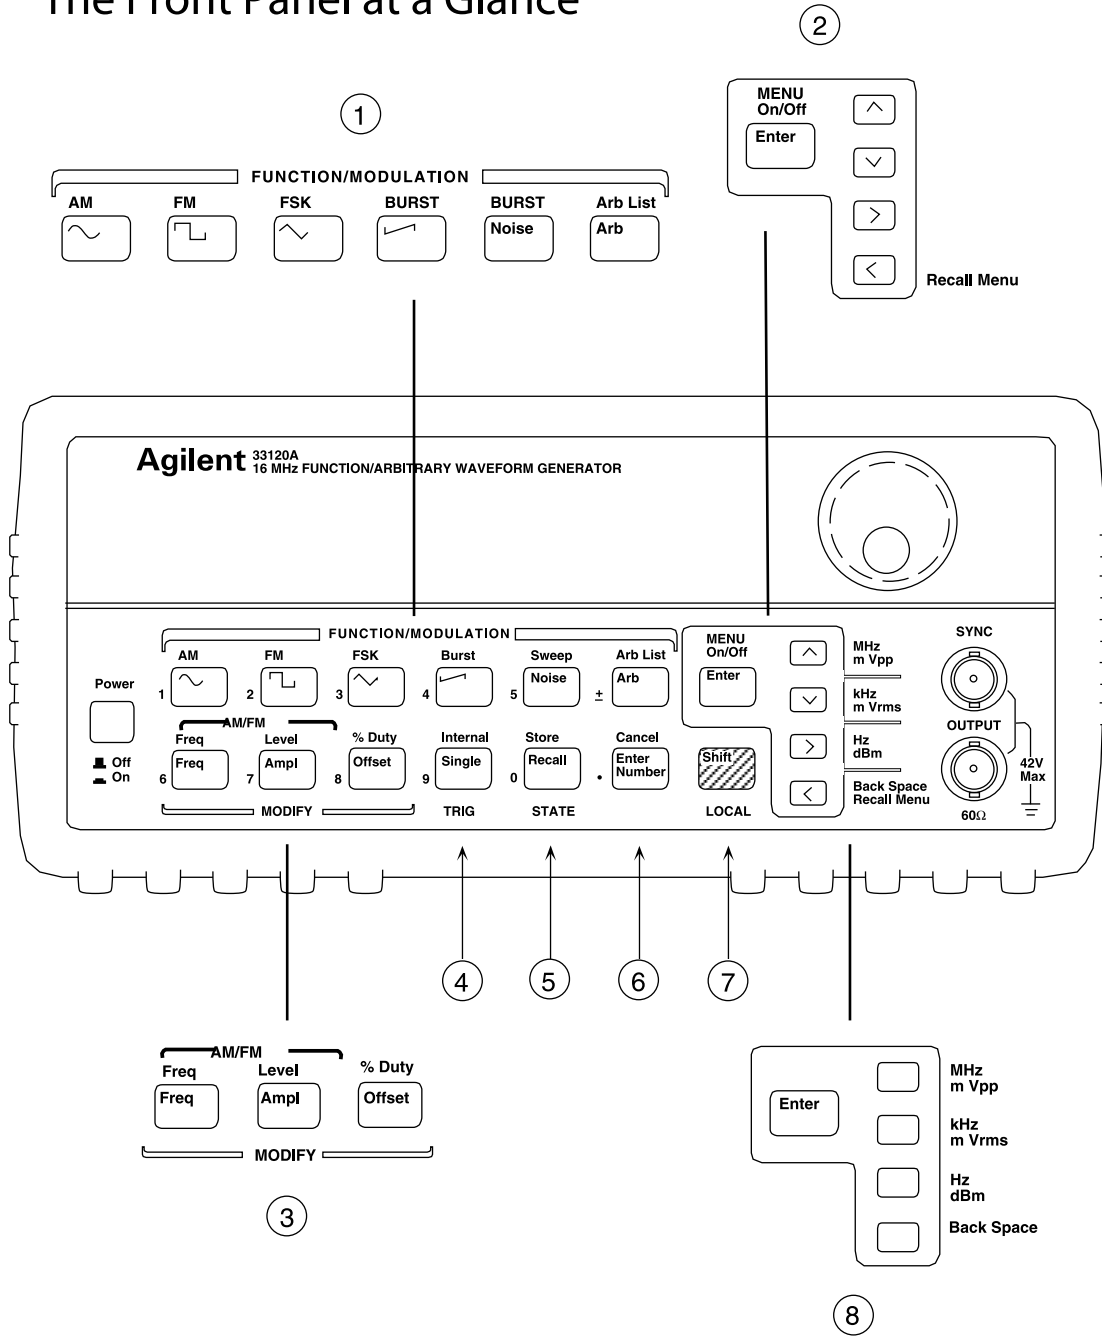 The Front Panel at a Glance
2
1
MENU
On/Off
Enter
Recall Menu
FUNCTION/MODULATION
AM FM FSK BURST BURST Arb List
Noise Arb
Agilent 33120A
16 MHz FUNCTION/ARBITRARY WAVEFORM GENERATOR
FUNCTION/MODULATION
AM FM FSK Burst Sweep Arb List
1 2 3 4 5 Noise ± Arb
Power
Off
On
AM/FM
Freq Level % Duty Internal Store Cancel
6 Freq 7 Ampl 8 Offset 9 Single 0 Recall . Enter Number Shift
MODIFY TRIG STATE LOCAL
MENU
On/Off
Enter
MHz
m Vpp
kHz
m Vrms
Hz
dBm
Back Space
Recall Menu
SYNC
OUTPUT
42V
Max
60Ω
4 5 6 7
AM/FM
Freq Level % Duty
Freq Ampl Offset
MODIFY
3
Enter
MHz
m Vpp
kHz
m Vrms
Hz
dBm
Back Space
8